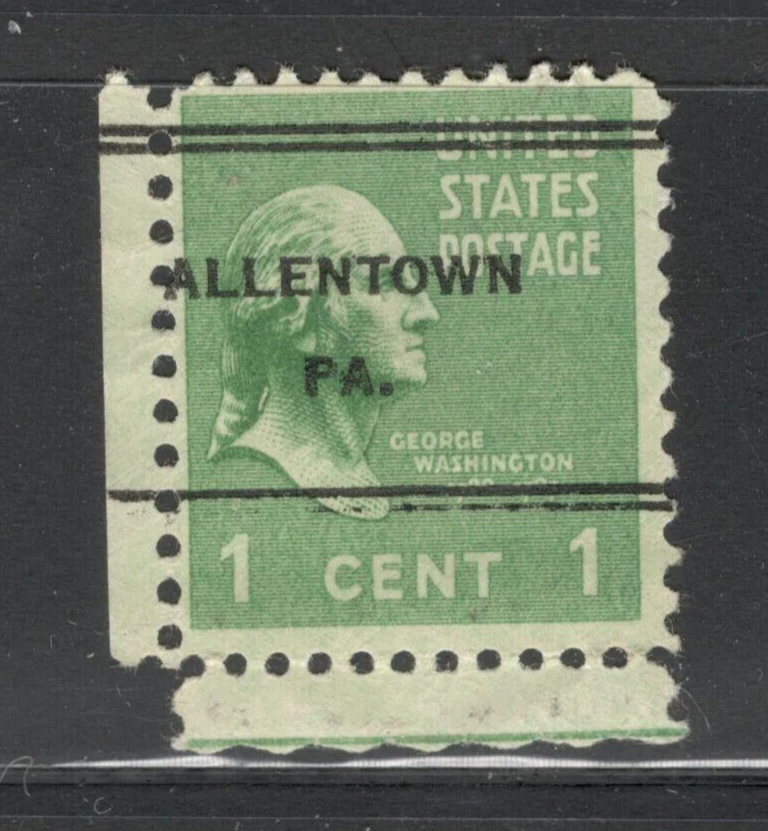 UNITED
STATES
POSTAGE
ALLENTOWN
PA.
GEORGE
WASHINGTON
1 CENT 1